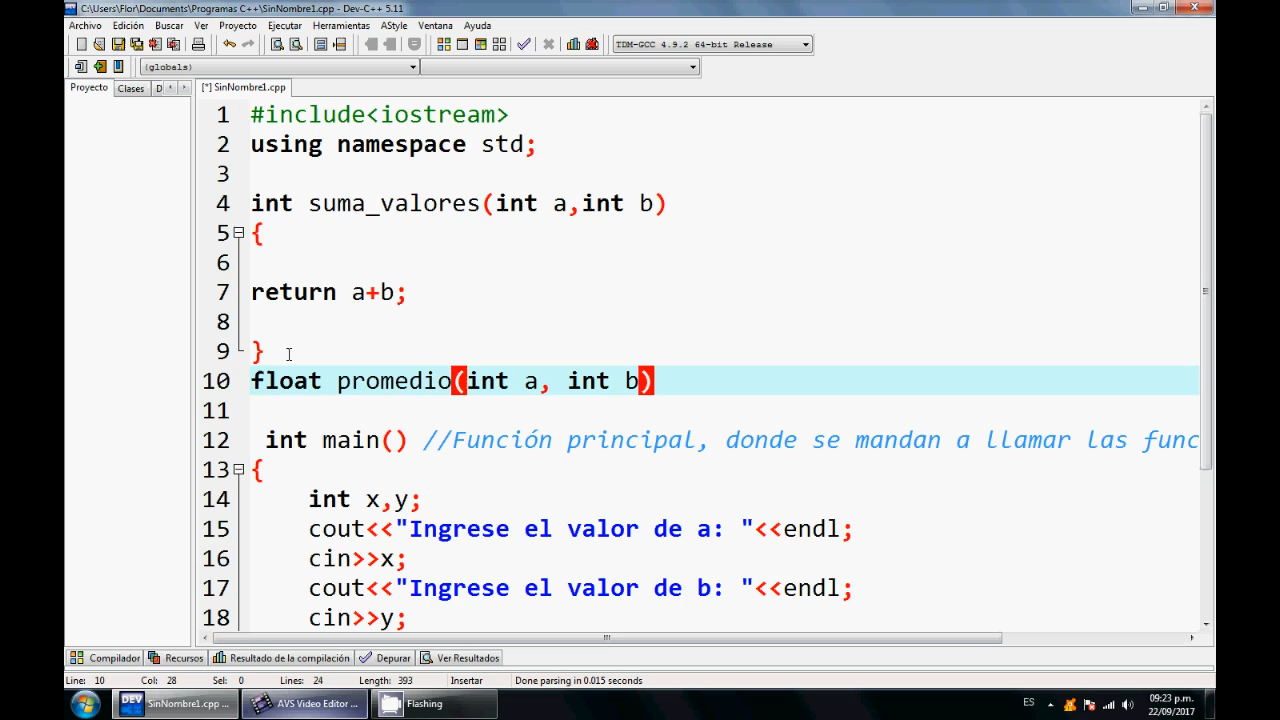 C:\Users\Flor\Documents\Programas C++\SinNombre1.cpp - Dev-C++ 5.11
Archivo Edición Buscar Ver Proyecto Ejecutar Herramientas AStyle Ventana Ayuda
TDM-GCC 4.9.2 64-bit Release
(globals)
Proyecto Clases D
[*] SinNombre1.cpp
1 #include<iostream>
2 using namespace std;
3
4 int suma_valores(int a,int b)
5 {
6
7 return a+b;
8
9 }
10 float promedio(int a, int b)
11
12 int main() //Función principal, donde se mandan a llamar las func
13 {
14 int x,y;
15 cout<<"Ingrese el valor de a: "<<endl;
16 cin>>x;
17 cout<<"Ingrese el valor de b: "<<endl;
18 cin>>y;
Compilador Recursos Resultado de la compilación Depurar Ver Resultados
Line: 10 Col: 28 Sel: 0 Lines: 24 Length: 393 Insertar Done parsing in 0.015 seconds
DEV SinNombre1.cpp ... AVS Video Editor ... Flashing ES 09:23 p.m.
22/09/2017